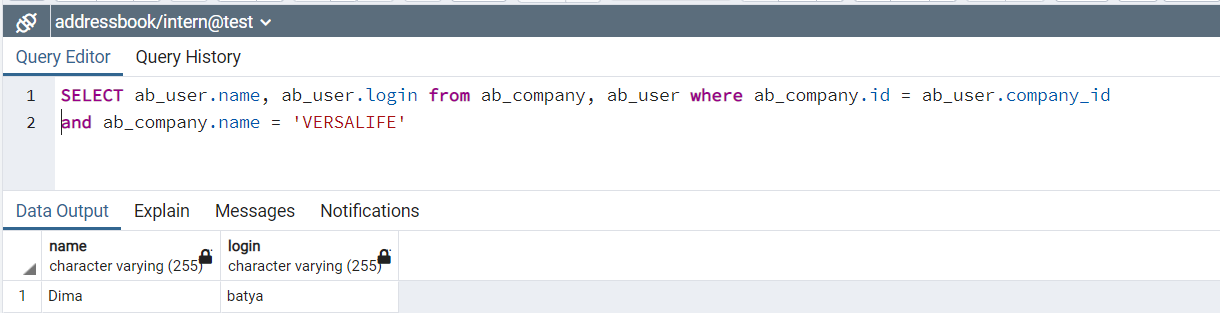 addressbook/intern@test
Query Editor Query History
1 SELECT ab_user.name, ab_user.login from ab_company, ab_user where ab_company.id = ab_user.company_id
2 and ab_company.name = 'VERSALIFE'
Data Output Explain Messages Notifications
name login
character varying (255) character varying (255)
1 Dima batya